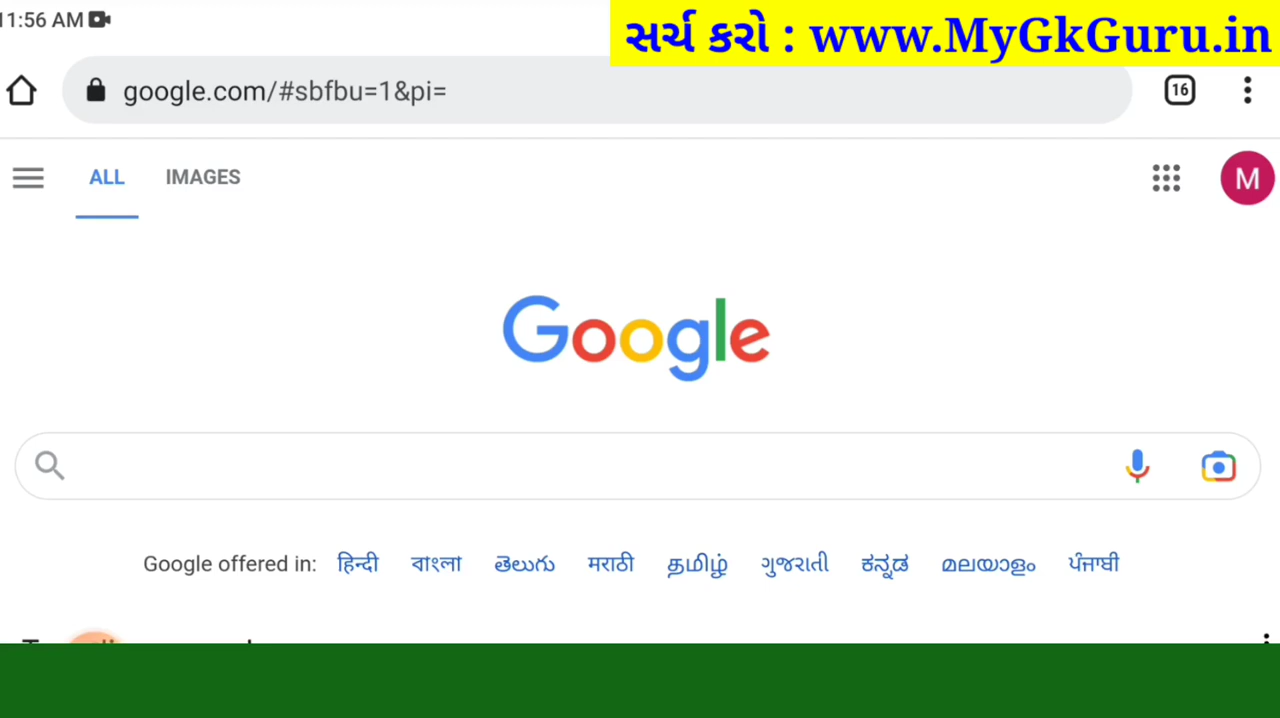 11:56 AM
સર્ચ કરો : www.MyGkGuru.in
google.com/#sbfbu=1&pi=
16
ALL IMAGES
M
Google
Google offered in: हिन्दी বাংলা తెలుగు मराठी தமிழ் ગુજરાતી ಕನ್ನಡ മലയാളം ਪੰਜਾਬੀ